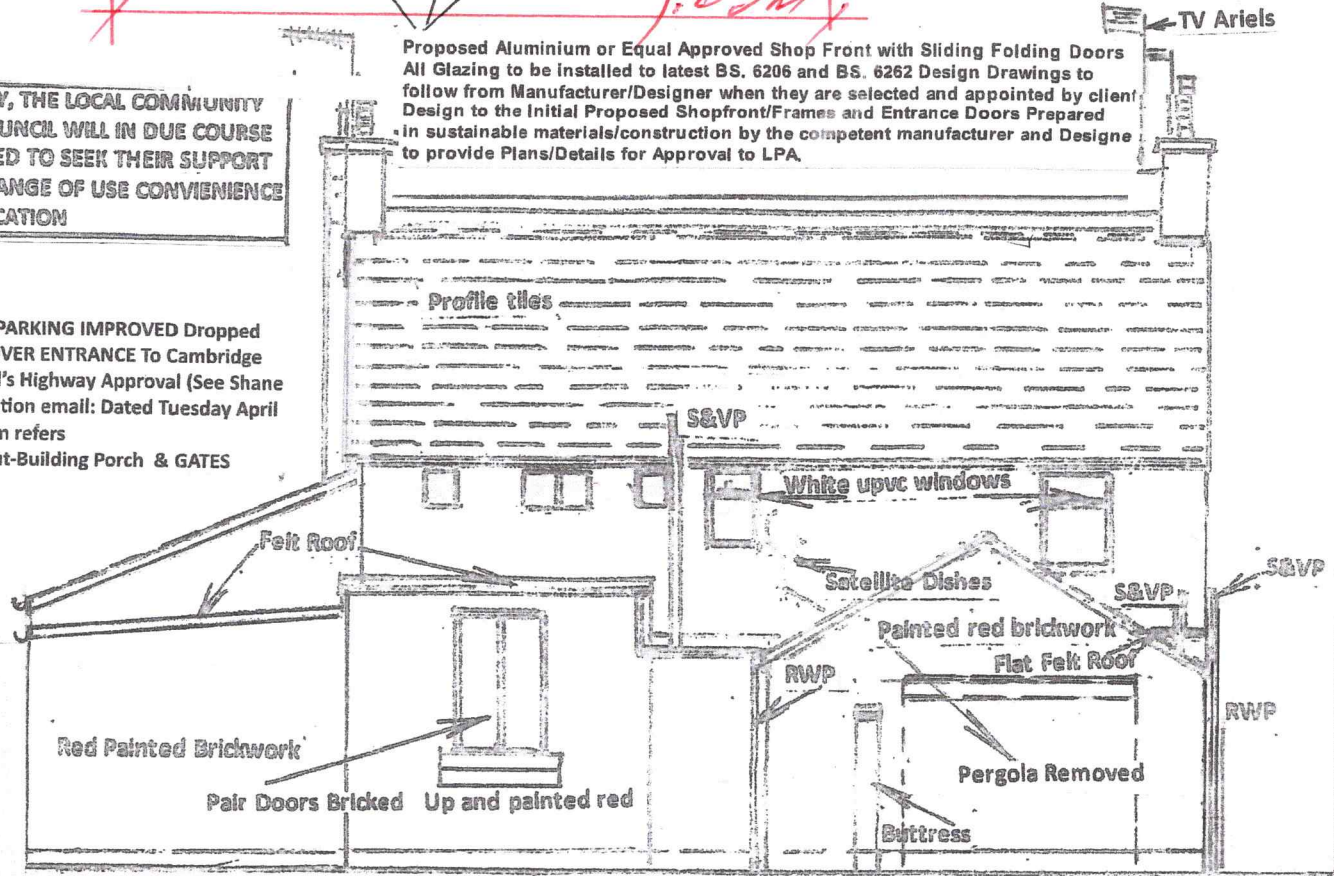 TV Ariels
Proposed Aluminium or Equal Approved Shop Front with Sliding Folding Doors
All Glazing to be installed to latest BS. 6206 and BS. 6262 Design Drawings to
follow from Manufacturer/Designer when they are selected and appointed by client
Design to the Initial Proposed Shopfront/Frames and Entrance Doors Prepared
in sustainable materials/construction by the competent manufacturer and Designe
to provide Plans/Details for Approval to LPA.
Y, THE LOCAL COMMUNITY
UNCIL WILL IN DUE COURSE
ED TO SEEK THEIR SUPPORT
ANGE OF USE CONVIENIENCE
CATION
PARKING IMPROVED Dropped
VER ENTRANCE To Cambridge
l's Highway Approval (See Shane
tion email: Dated Tuesday April
m refers
ut-Building Porch & GATES
Profile tiles
S&VP
White upvc windows
Felt Roof
Satellite Dishes
S&VP
S&VP
Painted red brickwork
Flat Felt Roof
RWP
RWP
Red Painted Brickwork
Pergola Removed
Pair Doors Bricked Up and painted red
Buttress